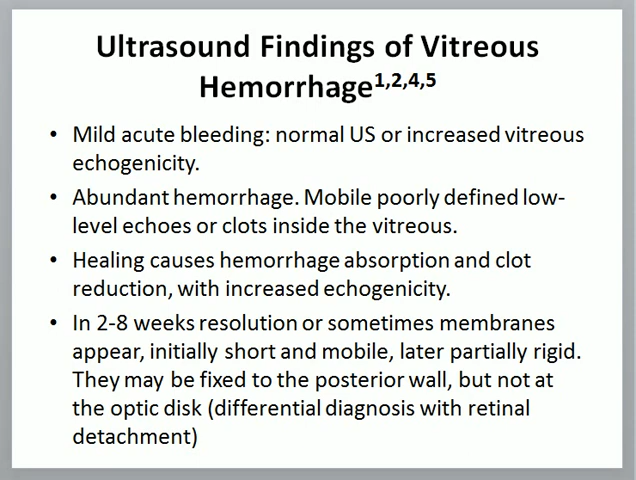 Ultrasound Findings of Vitreous
Hemorrhage1,2,4,5
• Mild acute bleeding: normal US or increased vitreous
echogenicity.
• Abundant hemorrhage. Mobile poorly defined low-
level echoes or clots inside the vitreous.
• Healing causes hemorrhage absorption and clot
reduction, with increased echogenicity.
• In 2-8 weeks resolution or sometimes membranes
appear, initially short and mobile, later partially rigid.
They may be fixed to the posterior wall, but not at
the optic disk (differential diagnosis with retinal
detachment)